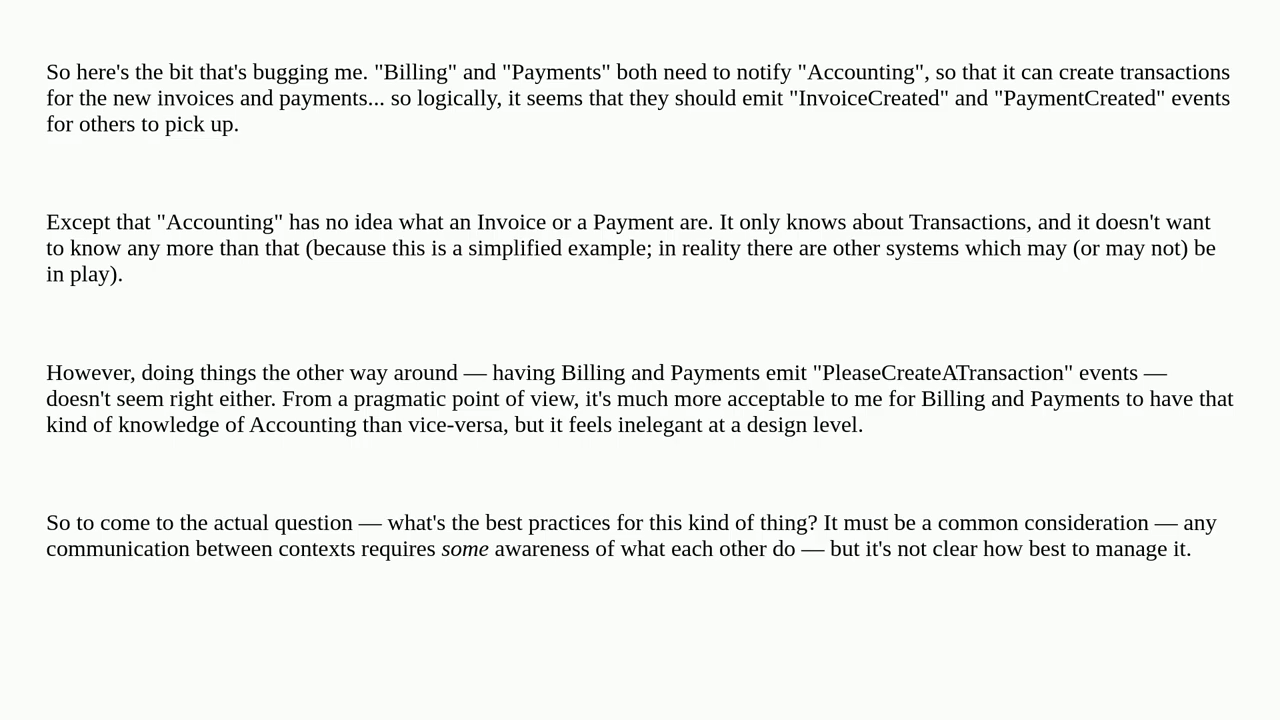 So here's the bit that's bugging me. "Billing" and "Payments" both need to notify "Accounting", so that it can create transactions
for the new invoices and payments... so logically, it seems that they should emit "InvoiceCreated" and "PaymentCreated" events
for others to pick up.
Except that "Accounting" has no idea what an Invoice or a Payment are. It only knows about Transactions, and it doesn't want
to know any more than that (because this is a simplified example; in reality there are other systems which may (or may not) be
in play).
However, doing things the other way around — having Billing and Payments emit "PleaseCreateATransaction" events —
doesn't seem right either. From a pragmatic point of view, it's much more acceptable to me for Billing and Payments to have that
kind of knowledge of Accounting than vice-versa, but it feels inelegant at a design level.
So to come to the actual question — what's the best practices for this kind of thing? It must be a common consideration — any
communication between contexts requires some awareness of what each other do — but it's not clear how best to manage it.